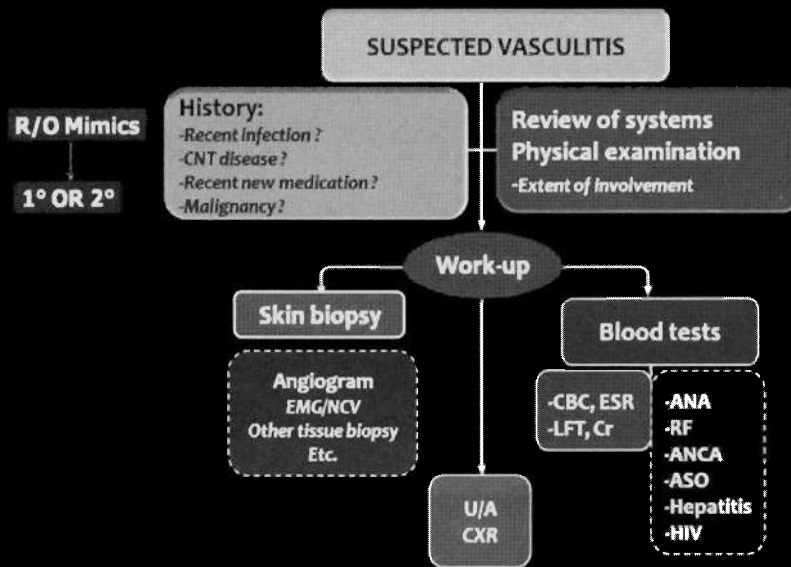 SUSPECTED VASCULITIS
R/O Mimics
1° OR 2°
History:
-Recent infection ?
-CNT disease ?
-Recent new medication ?
-Malignancy ?
Review of systems
Physical examination
-Extent of involvement
Work-up
Skin biopsy
Angiogram
EMG/NCV
Other tissue biopsy
Etc.
U/A
CXR
Blood tests
-CBC, ESR
-LFT, Cr
-ANA
-RF
-ANCA
-ASO
-Hepatitis
-HIV